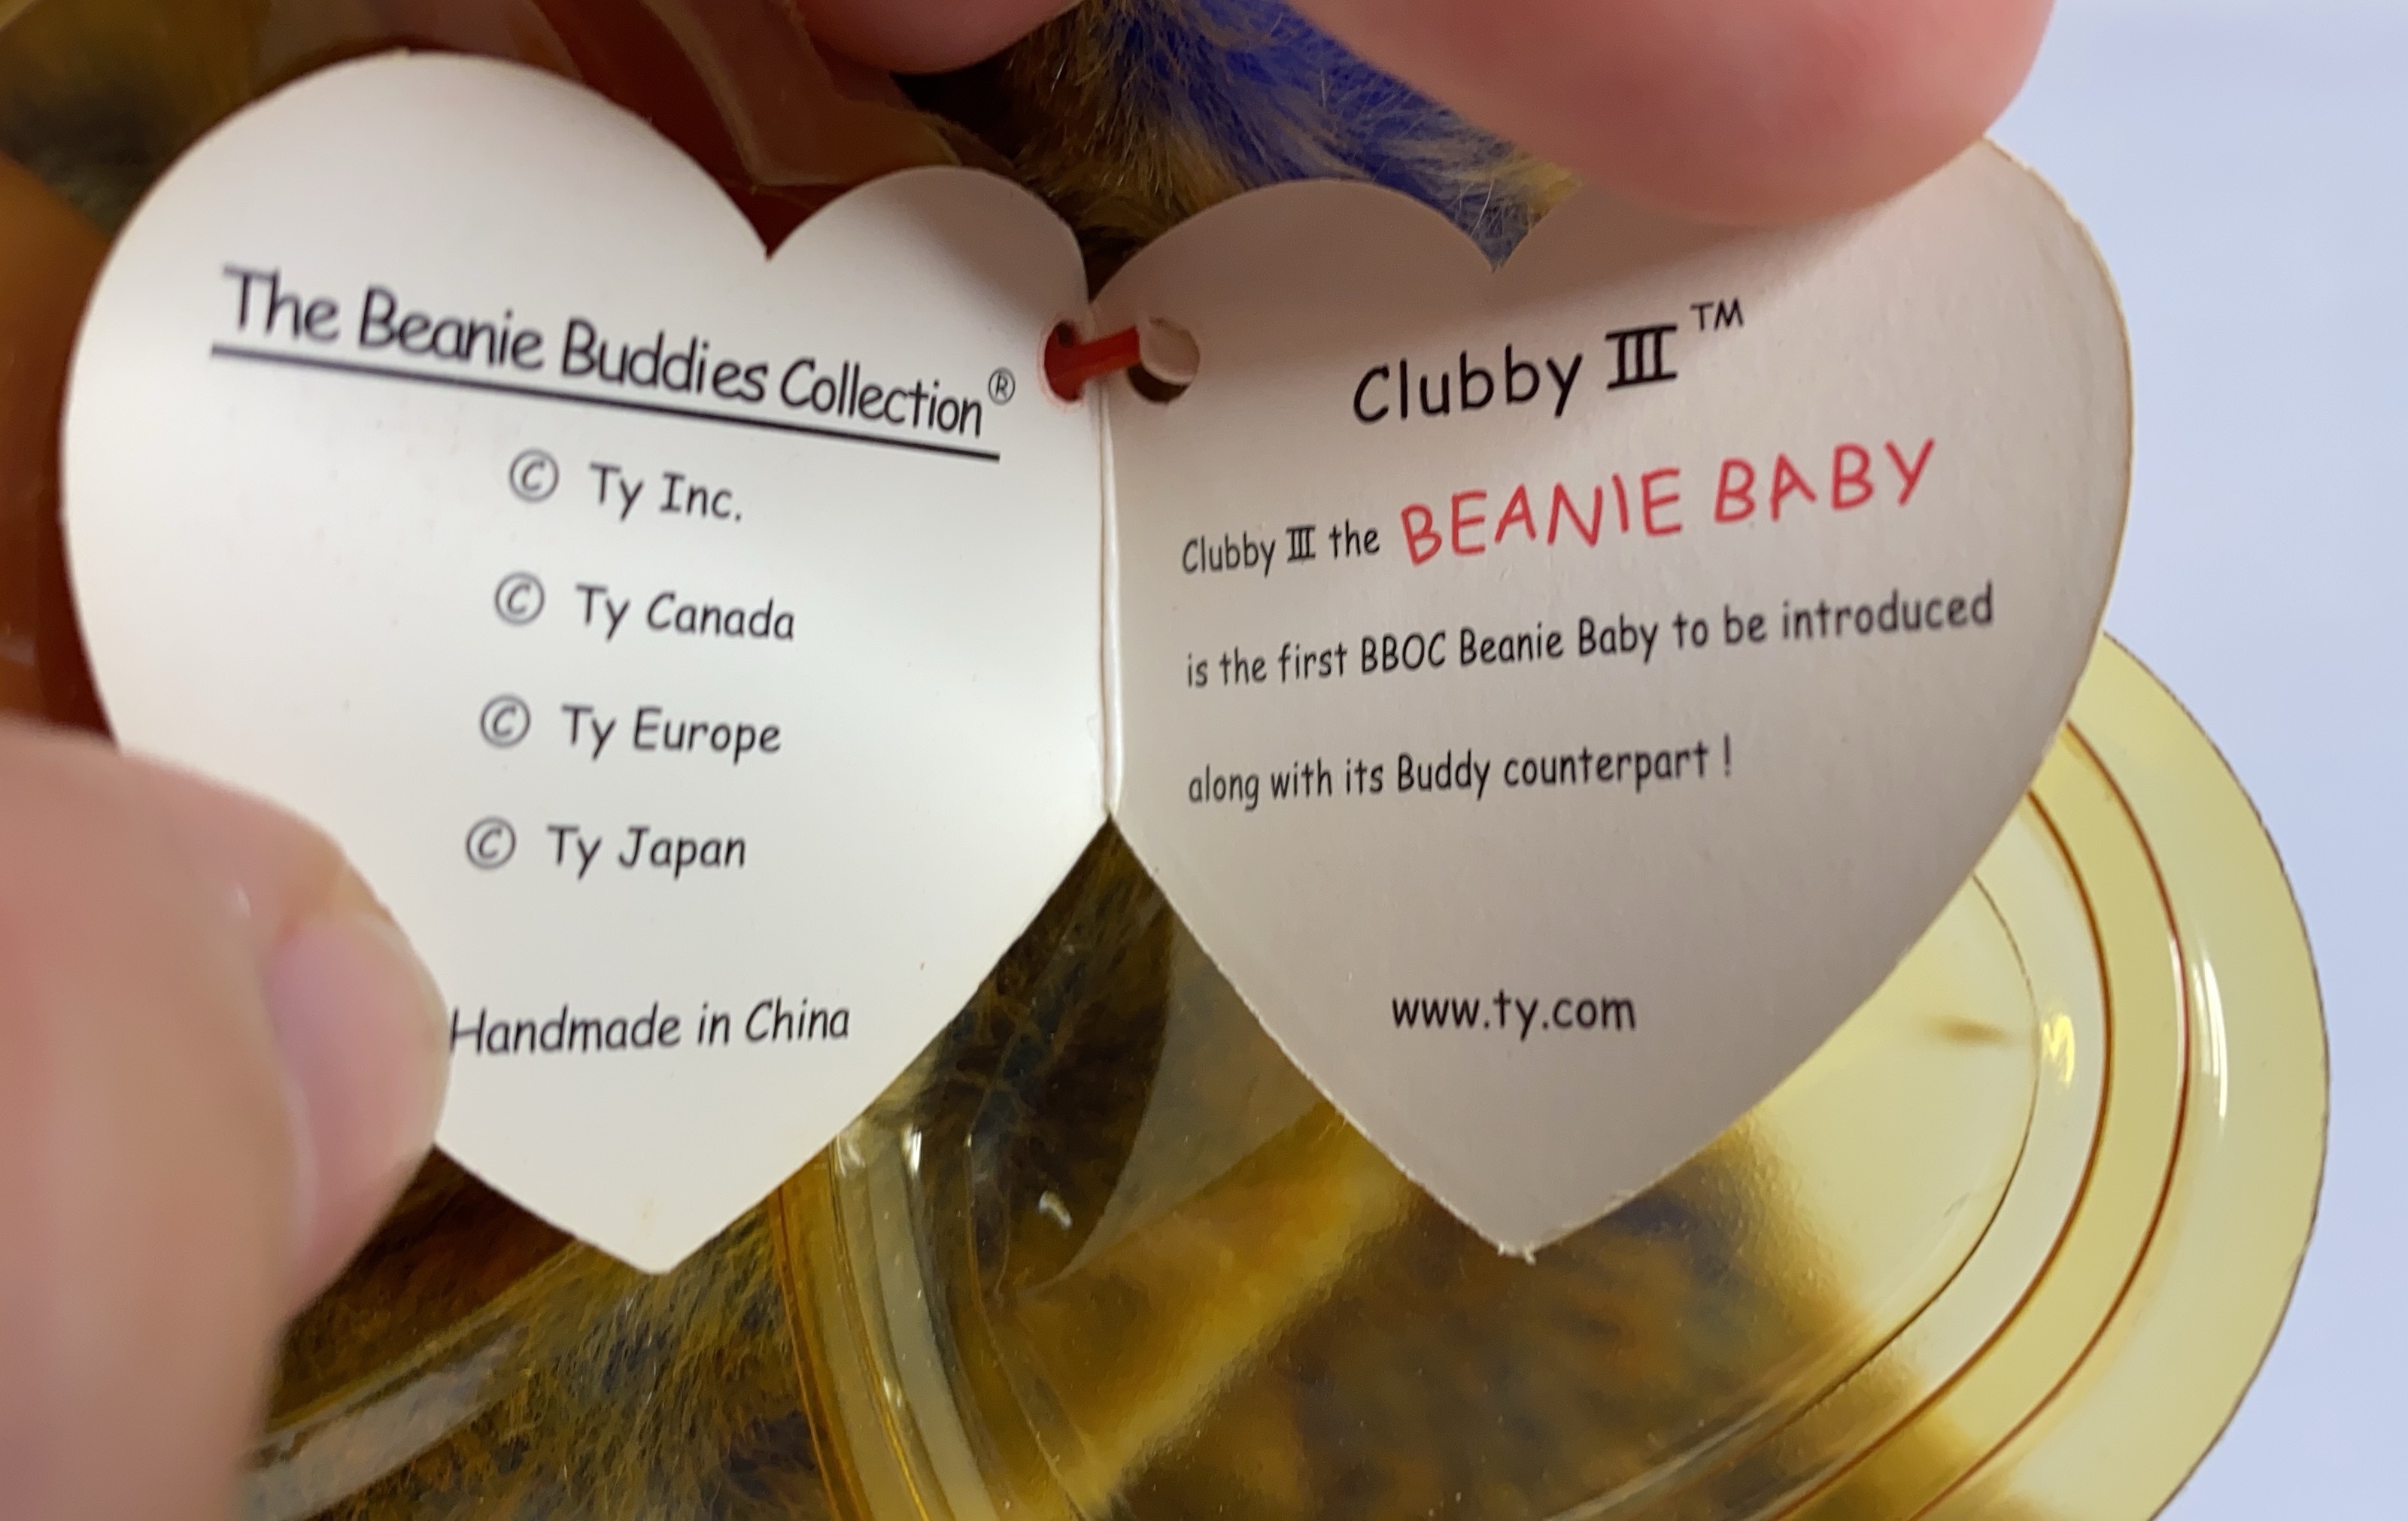 The Beanie Buddies Collection®
© Ty Inc.
© Ty Canada
© Ty Europe
© Ty Japan
Handmade in China
Clubby III™
Clubby III the BEANIE BABY
is the first BBOC Beanie Baby to be introduced
along with its Buddy counterpart !
www.ty.com